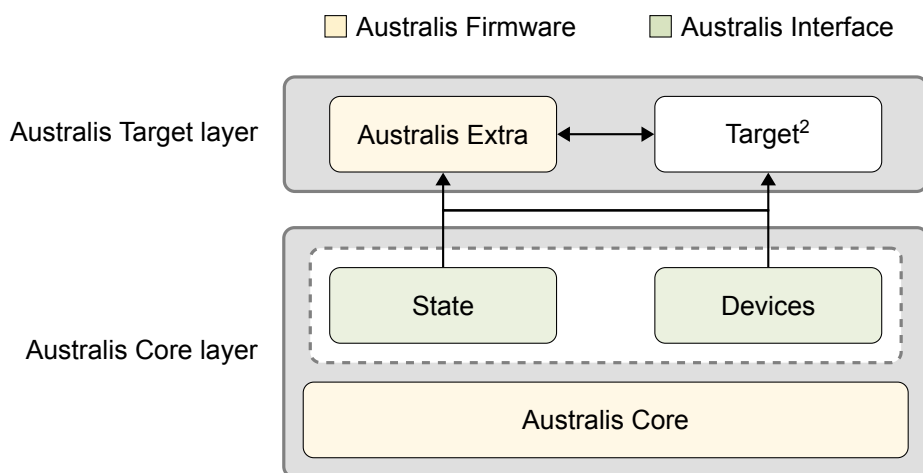 Australis Firmware
Australis Interface
Australis Target layer
Australis Extra
Target²
State
Devices
Australis Core layer
Australis Core